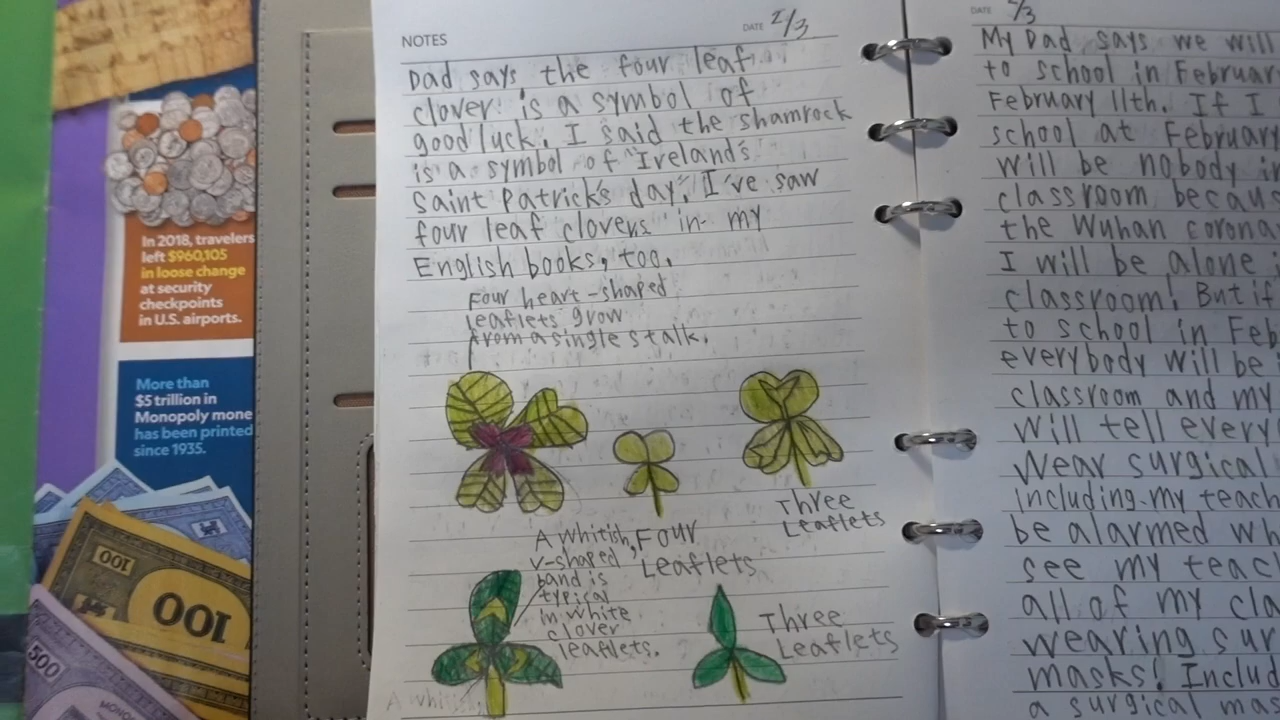 In 2018, travelers
left $960,105
in loose change
at security
checkpoints
in U.S. airports.
More than
$5 trillion in
Monopoly mone
has been printed
since 1935.
100
100
500
MONO
NOTES
DATE 2/3
Dad says the four leaf
clover is a symbol of
good luck. I said the shamrock
is a symbol of "Ireland's
Saint Patrick's day". I've saw
four leaf clovers in my
English books, too.
Four heart-shaped
leaflets grow
from a single stalk.
Three
Leaflets
Four
Leaflets
A whitish,
v-shaped
band is
typical
in white
clover
leaflets.
Three
Leaflets
A whi
DATE 2/3
My Dad says we will
to school in Februar
February 11th. If I
school at February
will be nobody in
classroom becaus
the Wuhan corona
I will be alone i
classroom! But if
to school in Feb
everybody will be i
classroom and my
will tell every
wear surgical
including my teach
be alarmed wh
see my teac
all of my cla
wearing sur
masks! Includ
a surgical mas